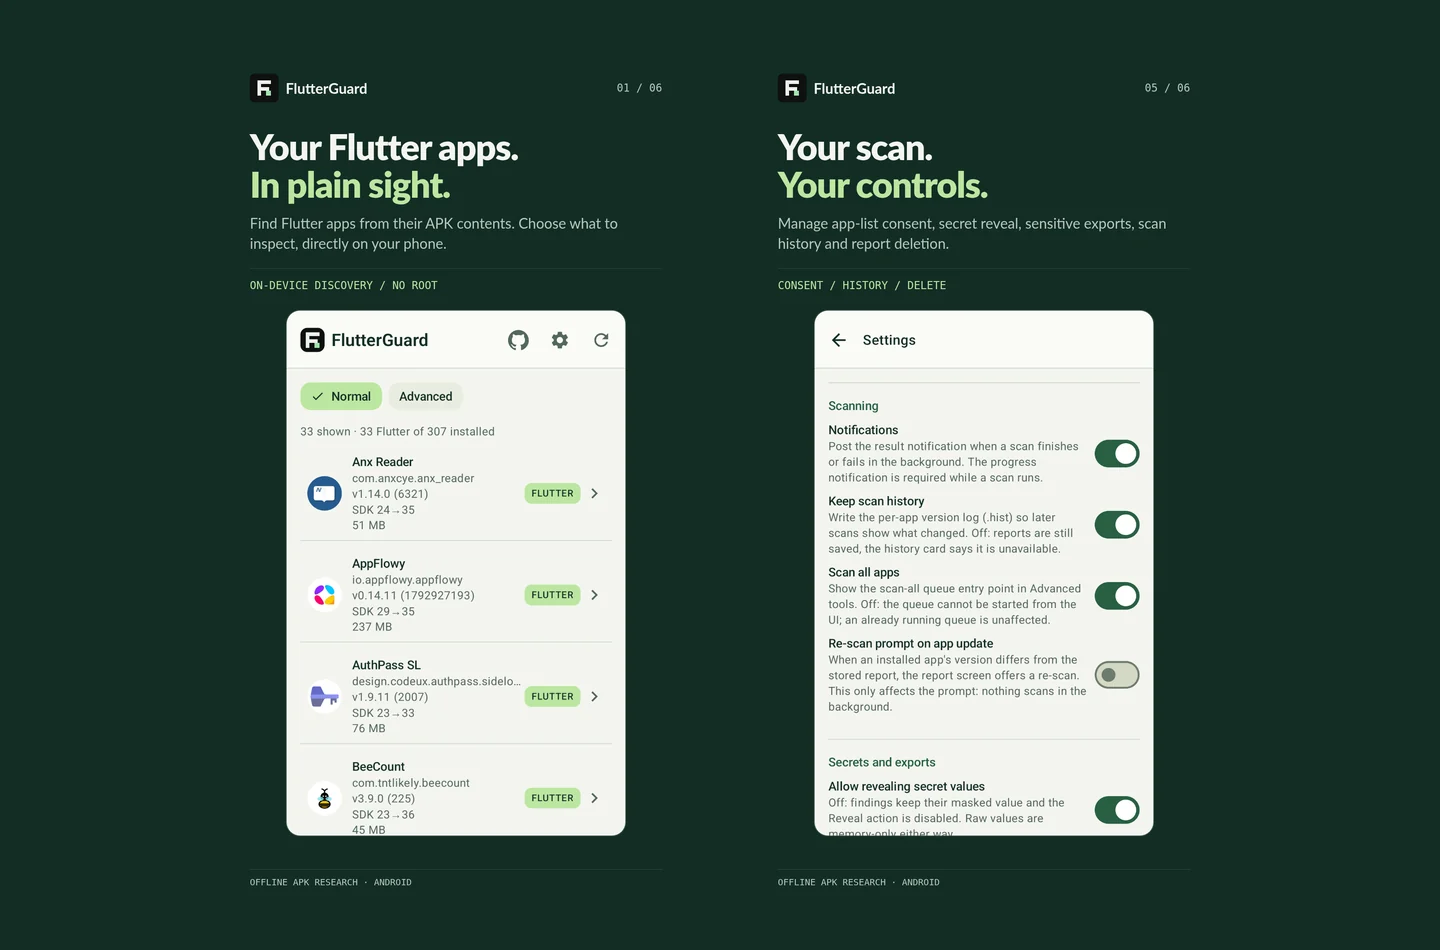 FlutterGuard
01 / 06
Your Flutter apps.
In plain sight.
Find Flutter apps from their APK contents. Choose what to
inspect, directly on your phone.
ON-DEVICE DISCOVERY / NO ROOT
FlutterGuard
Normal
Advanced
33 shown · 33 Flutter of 307 installed
Anx Reader
com.anxcye.anx_reader
v1.14.0 (6321)
SDK 24→35
51 MB
FLUTTER
AppFlowy
io.appflowy.appflowy
v0.14.11 (1792927193)
SDK 29→35
237 MB
FLUTTER
AuthPass SL
design.codeux.authpass.sidelo...
v1.9.11 (2007)
SDK 23→33
76 MB
FLUTTER
BeeCount
com.tntlikely.beecount
v3.9.0 (225)
SDK 23→36
45 MB
FLUTTER
OFFLINE APK RESEARCH · ANDROID
FlutterGuard
05 / 06
Your scan.
Your controls.
Manage app-list consent, secret reveal, sensitive exports, scan
history and report deletion.
CONSENT / HISTORY / DELETE
Settings
Scanning
Notifications
Post the result notification when a scan finishes
or fails in the background. The progress
notification is required while a scan runs.
Keep scan history
Write the per-app version log (.hist) so later
scans show what changed. Off: reports are still
saved, the history card says it is unavailable.
Scan all apps
Show the scan-all queue entry point in Advanced
tools. Off: the queue cannot be started from the
UI; an already running queue is unaffected.
Re-scan prompt on app update
When an installed app's version differs from the
stored report, the report screen offers a re-scan.
This only affects the prompt: nothing scans in the
background.
Secrets and exports
Allow revealing secret values
Off: findings keep their masked value and the
Reveal action is disabled. Raw values are
memory-only either way.
OFFLINE APK RESEARCH · ANDROID